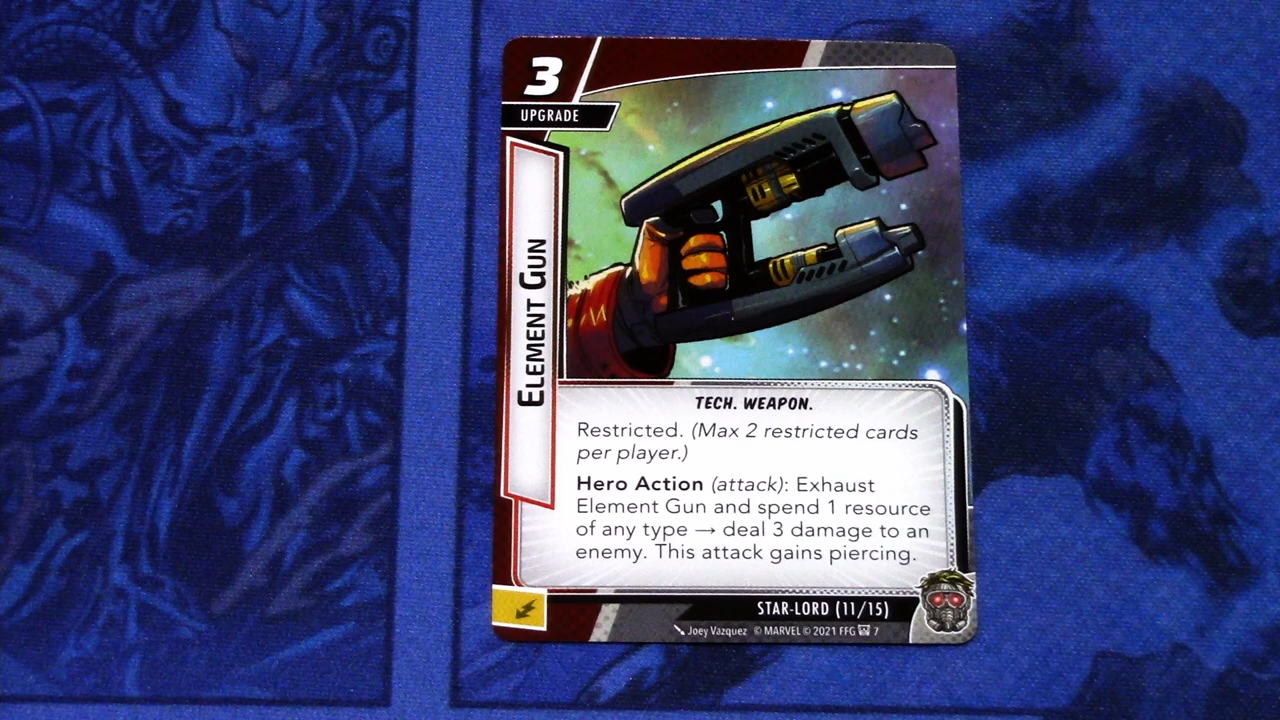 3
UPGRADE
ELEMENT GUN
TECH. WEAPON.
Restricted. (Max 2 restricted cards
per player.)
Hero Action (attack): Exhaust
Element Gun and spend 1 resource
of any type → deal 3 damage to an
enemy. This attack gains piercing.
STAR-LORD (11/15)
Joey Vazquez © MARVEL © 2021 FFG 7